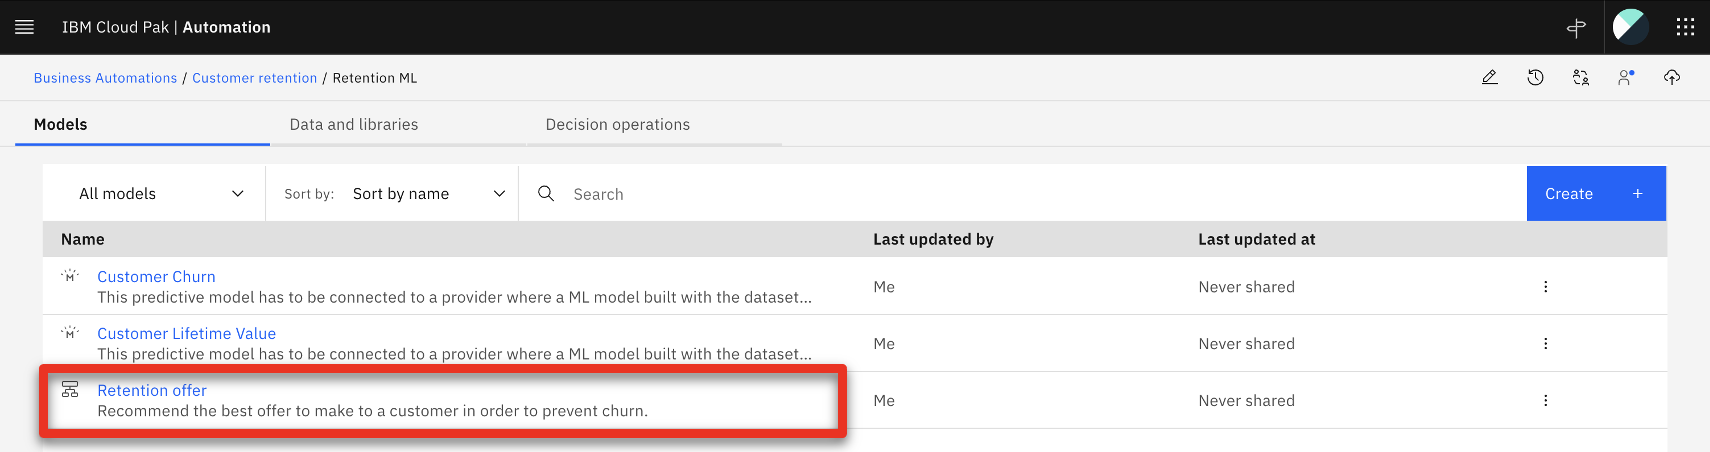 IBM Cloud Pak | Automation
Business Automations / Customer retention / Retention ML
Models Data and libraries Decision operations
All models Sort by: Sort by name Search Create +
Name Last updated by Last updated at
M Customer Churn
This predictive model has to be connected to a provider where a ML model built with the dataset...
Me Never shared
M Customer Lifetime Value
This predictive model has to be connected to a provider where a ML model built with the dataset...
Me Never shared
Retention offer
Recommend the best offer to make to a customer in order to prevent churn.
Me Never shared